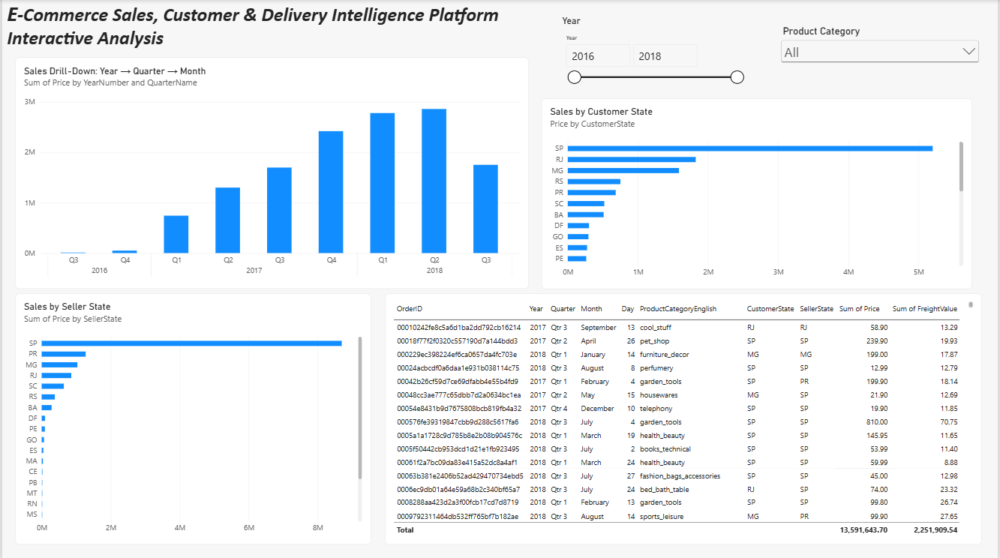 E-Commerce Sales, Customer & Delivery Intelligence Platform
Interactive Analysis
Year
Year
2016 2018
Product Category
All
Sales Drill-Down: Year → Quarter → Month
Sum of Price by YearNumber and QuarterName
3M
2M
1M
0M
Q3 Q4 Q1 Q2 Q3 Q4 Q1 Q2 Q3
2016 2017 2018
Sales by Customer State
Price by CustomerState
SP
RJ
MG
RS
PR
SC
BA
DF
GO
ES
PE
0M 1M 2M 3M 4M 5M
Sales by Seller State
Sum of Price by SellerState
SP
PR
MG
RJ
SC
RS
BA
DF
PE
GO
ES
MA
CE
PB
MT
RN
MS
0M 2M 4M 6M 8M
OrderID Year Quarter Month Day ProductCategoryEnglish CustomerState SellerState Sum of Price Sum of FreightValue
00010242fe8c5a6d1ba2dd792cb16214 2017 Qtr 3 September 13 cool_stuff RJ RJ 58.90 13.29
00018f77f2f0320c557190d7a144bdd3 2017 Qtr 2 April 26 pet_shop SP SP 239.90 19.93
000229ec398224ef6ca0657da4fc703e 2018 Qtr 1 January 14 furniture_decor MG MG 199.00 17.87
00024acbcdf0a6daa1e931b038114c75 2018 Qtr 3 August 8 perfumery SP SP 12.99 12.79
00042b26cf59d7ce69dfabb4e55b4fd9 2017 Qtr 1 February 4 garden_tools SP PR 199.90 18.14
00048cc3ae777c65dbb7d2a0634bc1ea 2017 Qtr 2 May 15 housewares MG SP 21.90 12.69
00054e8431b9d7675808bcb819fb4a32 2017 Qtr 4 December 10 telephony SP SP 19.90 11.85
000576fe39319847cbb9d288c5617fa6 2018 Qtr 3 July 4 garden_tools SP SP 810.00 70.75
0005a1a1728c9d785b8e2b08b904576c 2018 Qtr 1 March 19 health_beauty SP SP 145.95 11.65
0005f50442cb953dcd1d21e1fb923495 2018 Qtr 3 July 2 books_technical SP SP 53.99 11.40
00061f2a7bc09da83e415a52dc8a4af1 2018 Qtr 1 March 24 health_beauty SP SP 59.99 8.88
00063b381e2406b52ad429470734ebd5 2018 Qtr 3 July 27 fashion_bags_accessories SP SP 45.00 12.98
0006ec9db01a64e59a68b2c340bf65a7 2018 Qtr 3 July 24 bed_bath_table RJ SP 74.00 23.32
0008288aa423d2a3f00fcb17cd7d8719 2018 Qtr 1 February 13 garden_tools SP SP 99.80 26.74
0009792311464db532ff765bf7b182ae 2018 Qtr 3 August 14 sports_leisure MG PR 99.90 27.65
Total 13,591,643.70 2,251,909.54